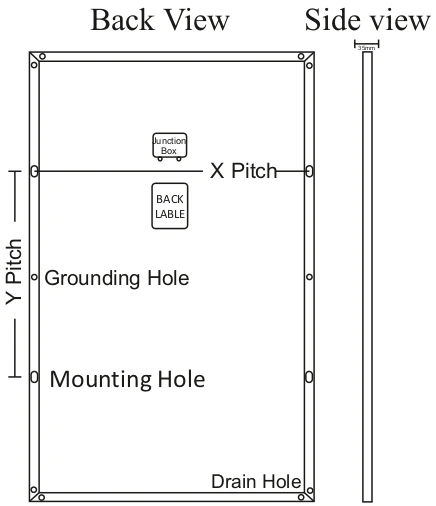 Back View
Side view
35mm
Junction
Box
X Pitch
BACK
LABLE
Y Pitch
Grounding Hole
Mounting Hole
Drain Hole